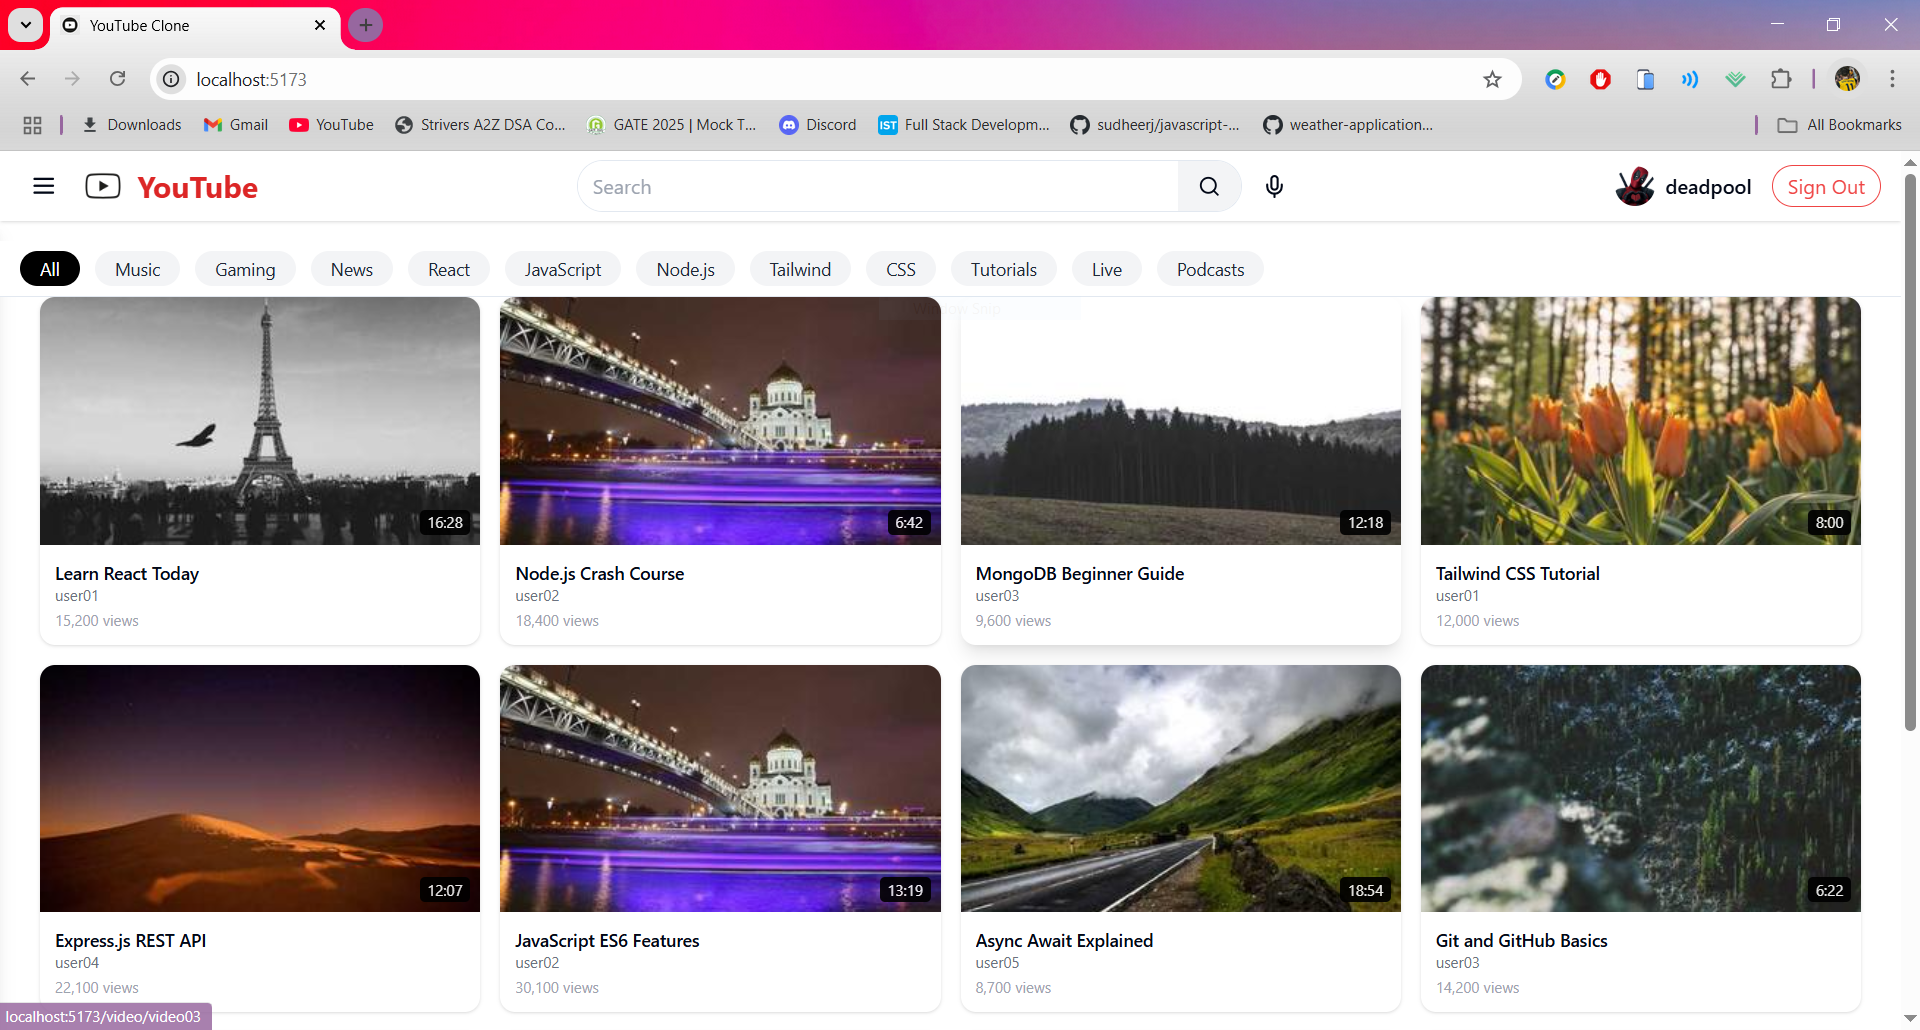 YouTube Clone
localhost:5173
Downloads Gmail YouTube Strivers A2Z DSA Co... GATE 2025 | Mock T... Discord IST Full Stack Developm... sudheerj/javascript-... weather-application... All Bookmarks
YouTube Search deadpool Sign Out
All Music Gaming News React JavaScript Node.js Tailwind CSS Tutorials Live Podcasts
Window Snip
16:28 6:42 12:18 8:00
Learn React Today Node.js Crash Course MongoDB Beginner Guide Tailwind CSS Tutorial
user01 user02 user03 user01
15,200 views 18,400 views 9,600 views 12,000 views
12:07 13:19 18:54 6:22
Express.js REST API JavaScript ES6 Features Async Await Explained Git and GitHub Basics
user04 user02 user05 user03
22,100 views 30,100 views 8,700 views 14,200 views
localhost:5173/video/video03